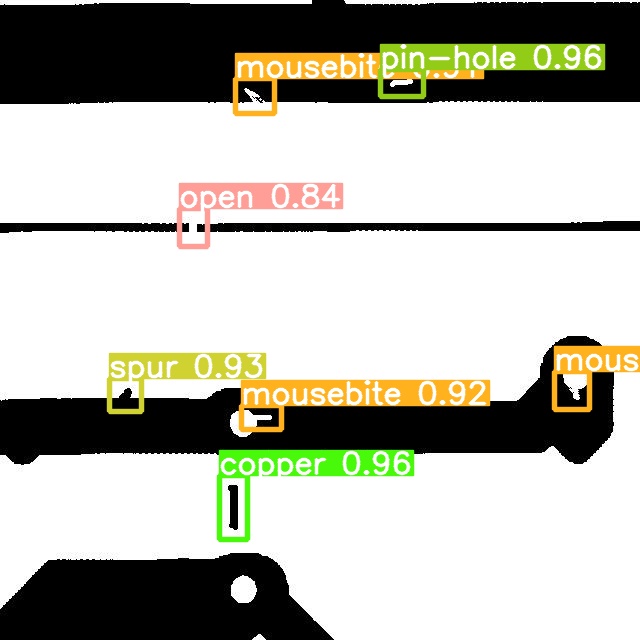 mousebite
pin-hole 0.96
open 0.84
spur 0.93
mousebite 0.92
mous
copper 0.96